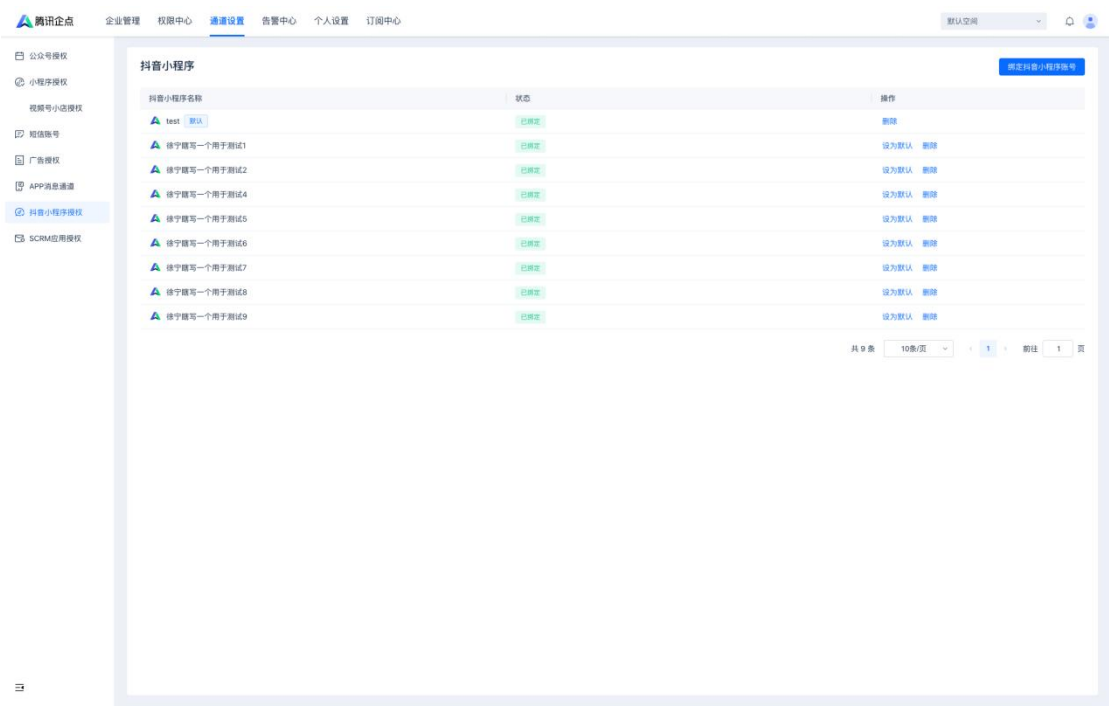 腾讯企点 企业管理 权限中心 通道设置 告警中心 个人设置 订阅中心 默认空间
公众号授权
小程序授权
视频号小店授权
短信账号
广告授权
APP消息通道
抖音小程序授权
SCRM应用授权
抖音小程序 绑定抖音小程序账号
抖音小程序名称 状态 操作
test 默认 已绑定 删除
徐宁瞎写一个用于测试1 已绑定 设为默认 删除
徐宁瞎写一个用于测试2 已绑定 设为默认 删除
徐宁瞎写一个用于测试4 已绑定 设为默认 删除
徐宁瞎写一个用于测试5 已绑定 设为默认 删除
徐宁瞎写一个用于测试6 已绑定 设为默认 删除
徐宁瞎写一个用于测试7 已绑定 设为默认 删除
徐宁瞎写一个用于测试8 已绑定 设为默认 删除
徐宁瞎写一个用于测试9 已绑定 设为默认 删除
共 9 条 10条/页 1 前往 1 页